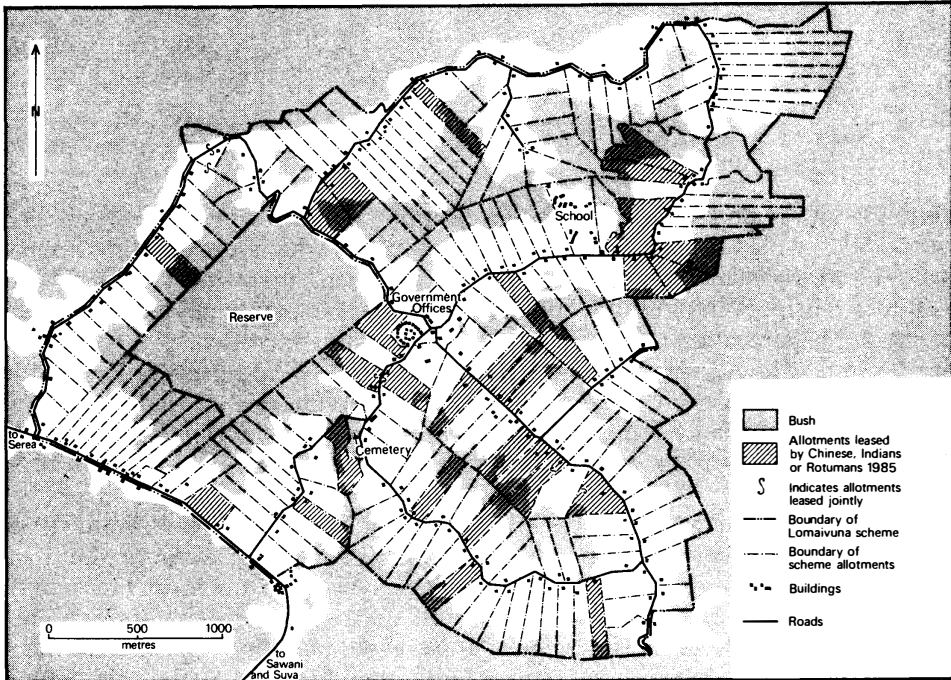 N
School
Government
Offices
Reserve
Cemetery
to
Serea
0 500 1000
metres
to
Sawani
and Suva
Bush
Allotments leased
by Chinese, Indians
or Rotumans 1985
Indicates allotments
leased jointly
Boundary of
Lomaivuna scheme
Boundary of
scheme allotments
Buildings
Roads